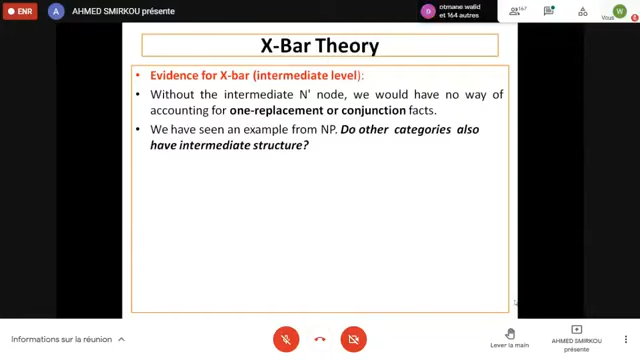 ENR
A
AHMED SMIRKOU présente
otmane walid
et 164 autres
167
Vous
X-Bar Theory
• Evidence for X-bar (intermediate level):
• Without the intermediate N' node, we would have no way of
accounting for one-replacement or conjunction facts.
• We have seen an example from NP. Do other categories also
have intermediate structure?
Informations sur la réunion
Lever la main
AHMED SMIRKOU
présente